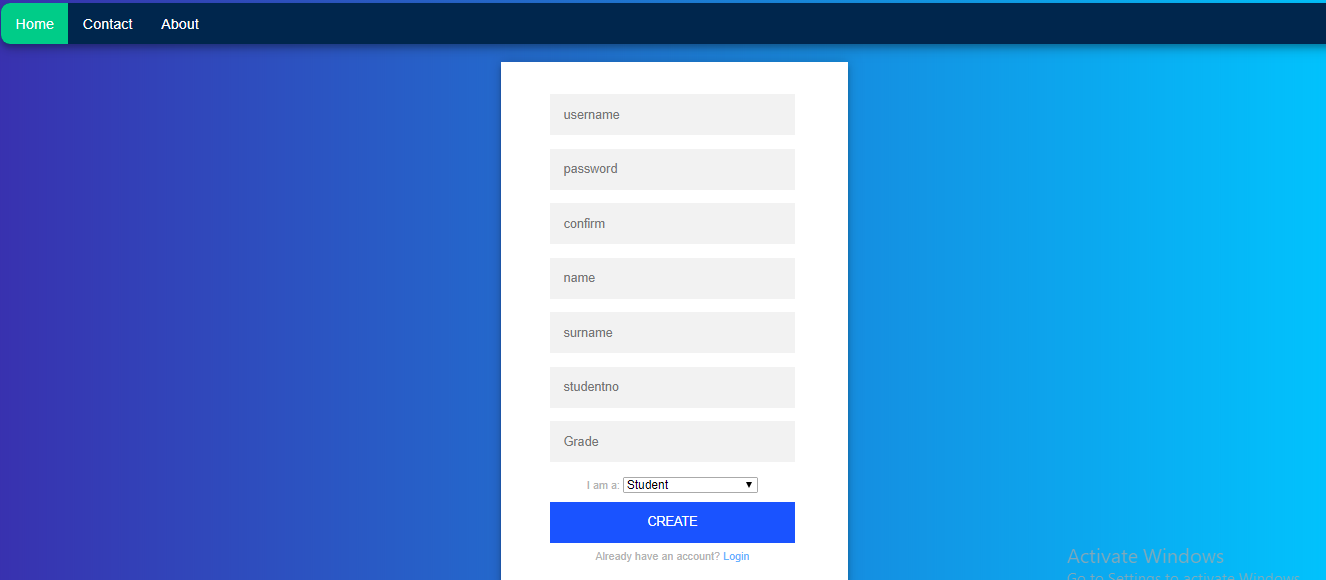 Home Contact About
username
password
confirm
name
surname
studentno
Grade
I am a: Student
CREATE
Already have an account? Login
Activate Windows
Go to Settings to activate Windows.